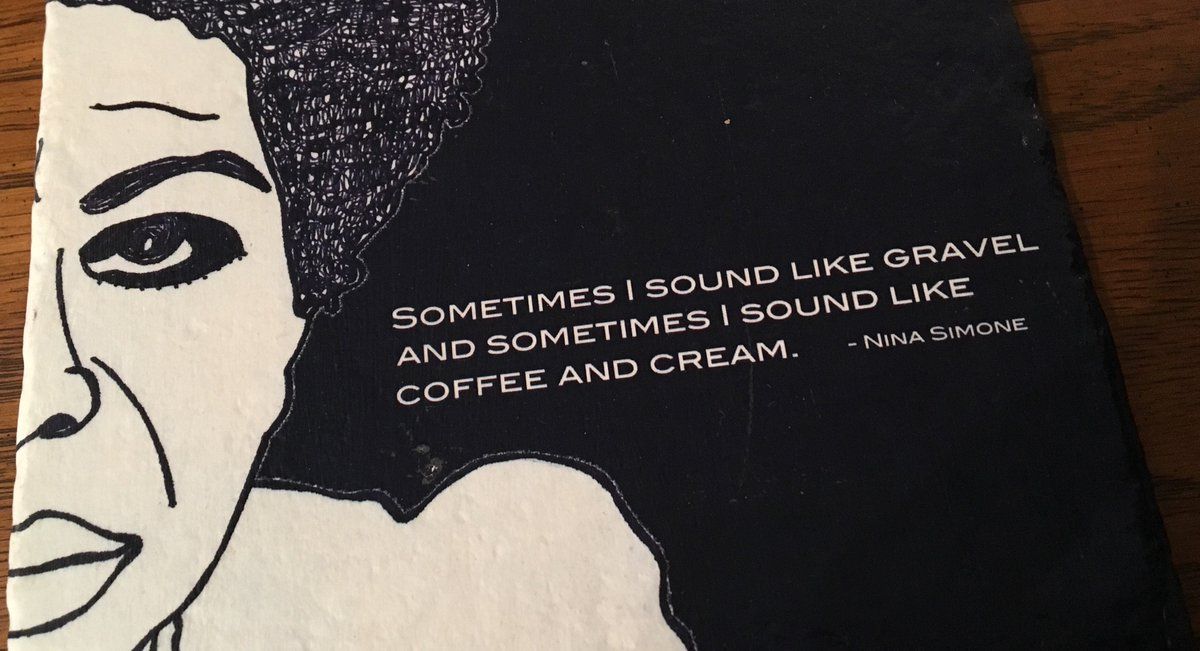 SOMETIMES I SOUND LIKE GRAVEL
AND SOMETIMES I SOUND LIKE
COFFEE AND CREAM.
- NINA SIMONE